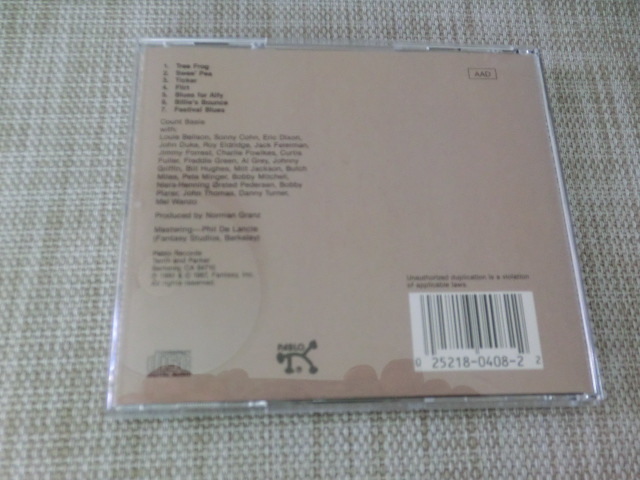 1. Tree Frog
2. Sweet Pea
3. Ticker
4. Flirt
5. Blues for Alfy
6. Billie's Bounce
7. Festival Blues
AAD
Count Basie
with:
Louie Bellson, Sonny Cohn, Eric Dixon,
John Duke, Roy Eldridge, Jack Feierman,
Jimmy Forrest, Charlie Fowlkes, Curtis
Fuller, Freddie Green, Al Grey, Johnny
Griffin, Bill Hughes, Milt Jackson, Butch
Miles, Pete Minger, Bobby Mitchell,
Niels-Henning Ørsted Pedersen, Bobby
Plater, John Thomas, Danny Turner,
Mel Wanzo
Produced by Norman Granz
Mastering—Phil De Lancie
(Fantasy Studios, Berkeley)
Pablo Records
Tenth and Parker
Berkeley, CA 94710
Fantasy, Inc.
All rights reserved.
Unauthorized duplication is a violation
of applicable laws.
PABLO
0 25218-0408-2 2